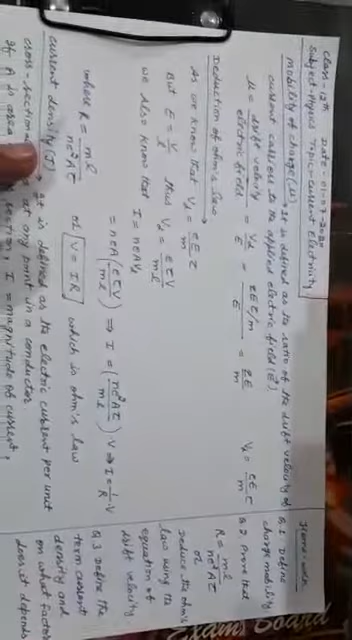 Class - 12th Date - 01-07-2020
Subject - Physics Topic - Current Electricity
Mobility of charge (μ) :- It is defined as the ratio of the drift velocity of
current carriers to the applied electric field (E).
μ = drift velocity / electric field = Vd / E = eEτ/m / E = eτ / m Vd = eEτ / m
Deduction of ohm's law →
As we know that Vd = eEτ / m
But E = V / l thus Vd = eτV / ml
We also know that I = neAVd
= neA (eτV / ml) ⇒ I = (ne²Aτ / ml) V ⇒ I = 1/R · V
where R = ml / ne²Aτ or V = IR which is ohm's law
Current density (J) → It is defined as the electric current per unit
cross-sectional at any point in a conductor.
If A is area section, I = magnitude of current,
Home-work
Q.1 Define
charge mobility
Q.2 Prove that
R = ml / ne²Aτ
or
Deduce the ohm's
law using the
equation of
drift velocity
Q.3 Define the
term current
density and
on what factors
does it depends
Exams Board